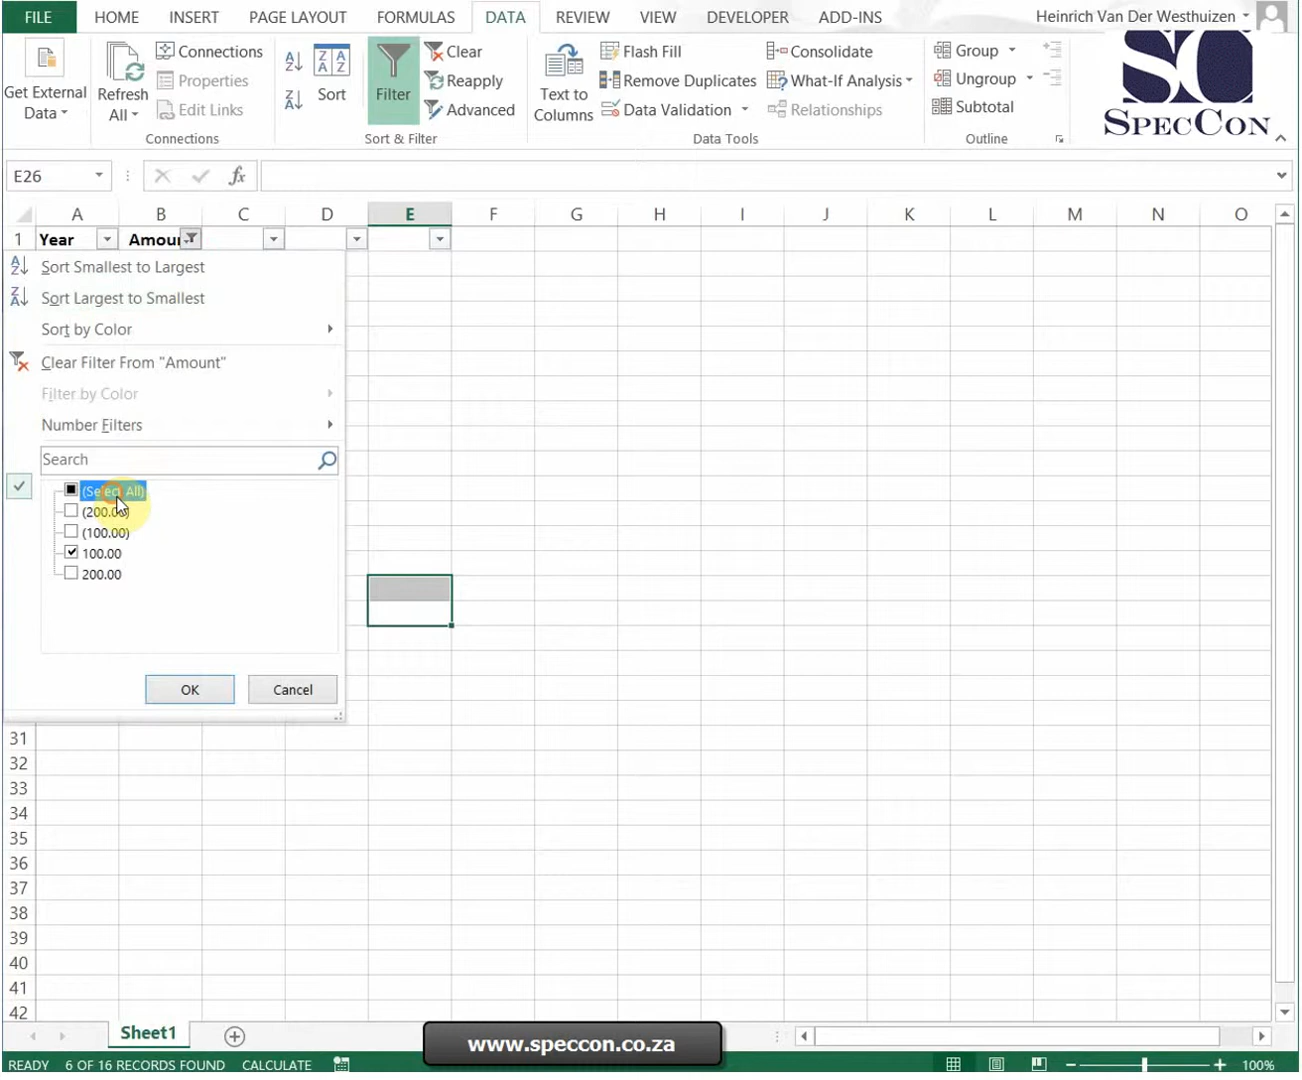 FILE HOME INSERT PAGE LAYOUT FORMULAS DATA REVIEW VIEW DEVELOPER ADD-INS Heinrich Van Der Westhuizen
Get External Data
Refresh All
Connections
Properties
Edit Links
Connections
Sort
Filter
Clear
Reapply
Advanced
Sort & Filter
Text to Columns
Flash Fill
Remove Duplicates
Data Validation
Consolidate
What-If Analysis
Relationships
Data Tools
Group
Ungroup
Subtotal
Outline
SC
SPECCON
E26 fx
A B C D E F G H I J K L M N O
1 Year Amou
Sort Smallest to Largest
Sort Largest to Smallest
Sort by Color
Clear Filter From "Amount"
Filter by Color
Number Filters
Search
(Select All)
(200.00)
(100.00)
100.00
200.00
OK Cancel
31
32
33
34
35
36
37
38
39
40
41
42
Sheet1
www.speccon.co.za
READY 6 OF 16 RECORDS FOUND CALCULATE 100%